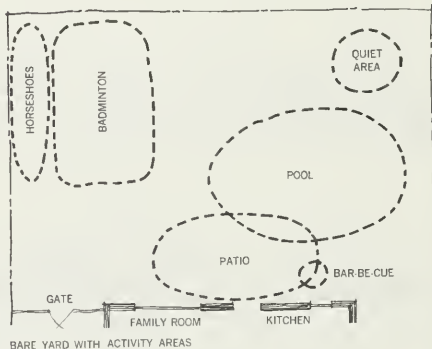 HORSESHOES
BADMINTON
QUIET
AREA
POOL
PATIO
BAR-BE-CUE
GATE
FAMILY ROOM
KITCHEN
BARE YARD WITH ACTIVITY AREAS